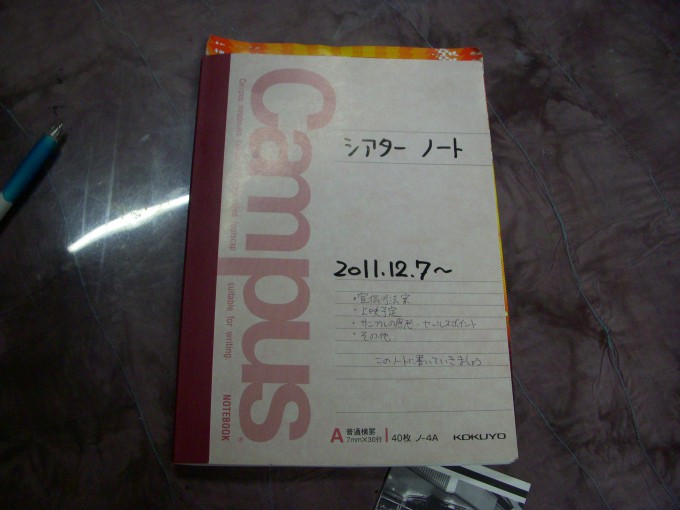 Campus
シアター ノート
2011.12.7〜
・宣伝方法案
・上映予定
・サンプルの感想・セールスポイント
・その他
このノートに書いていきましょう
suitable for writing.
NOTEBOOK
A 普通横罫 7mm×30行 40枚 ノ-4A KOKUYO